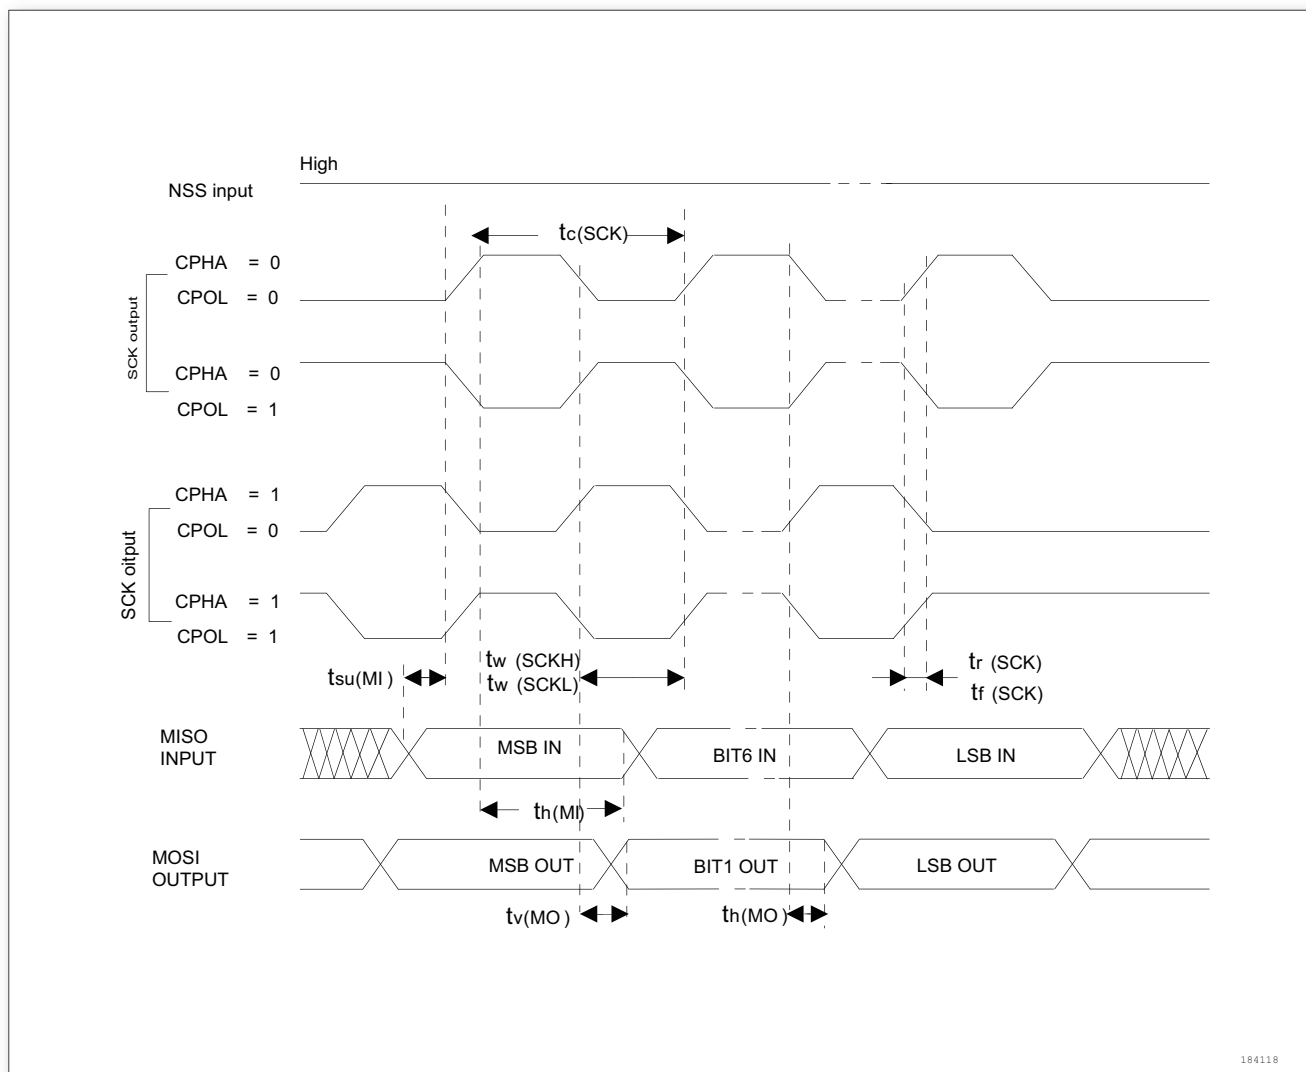 High
NSS input
tc(SCK)
CPHA = 0
CPOL = 0
SCK output
CPHA = 0
CPOL = 1
CPHA = 1
CPOL = 0
SCK oitput
CPHA = 1
CPOL = 1
tsu(MI )
tw (SCKH)
tw (SCKL)
tr (SCK)
tf (SCK)
MISO
INPUT
MSB IN
BIT6 IN
LSB IN
th(MI)
MOSI
OUTPUT
MSB OUT
BIT1 OUT
LSB OUT
tv(MO )
th(MO )
184118